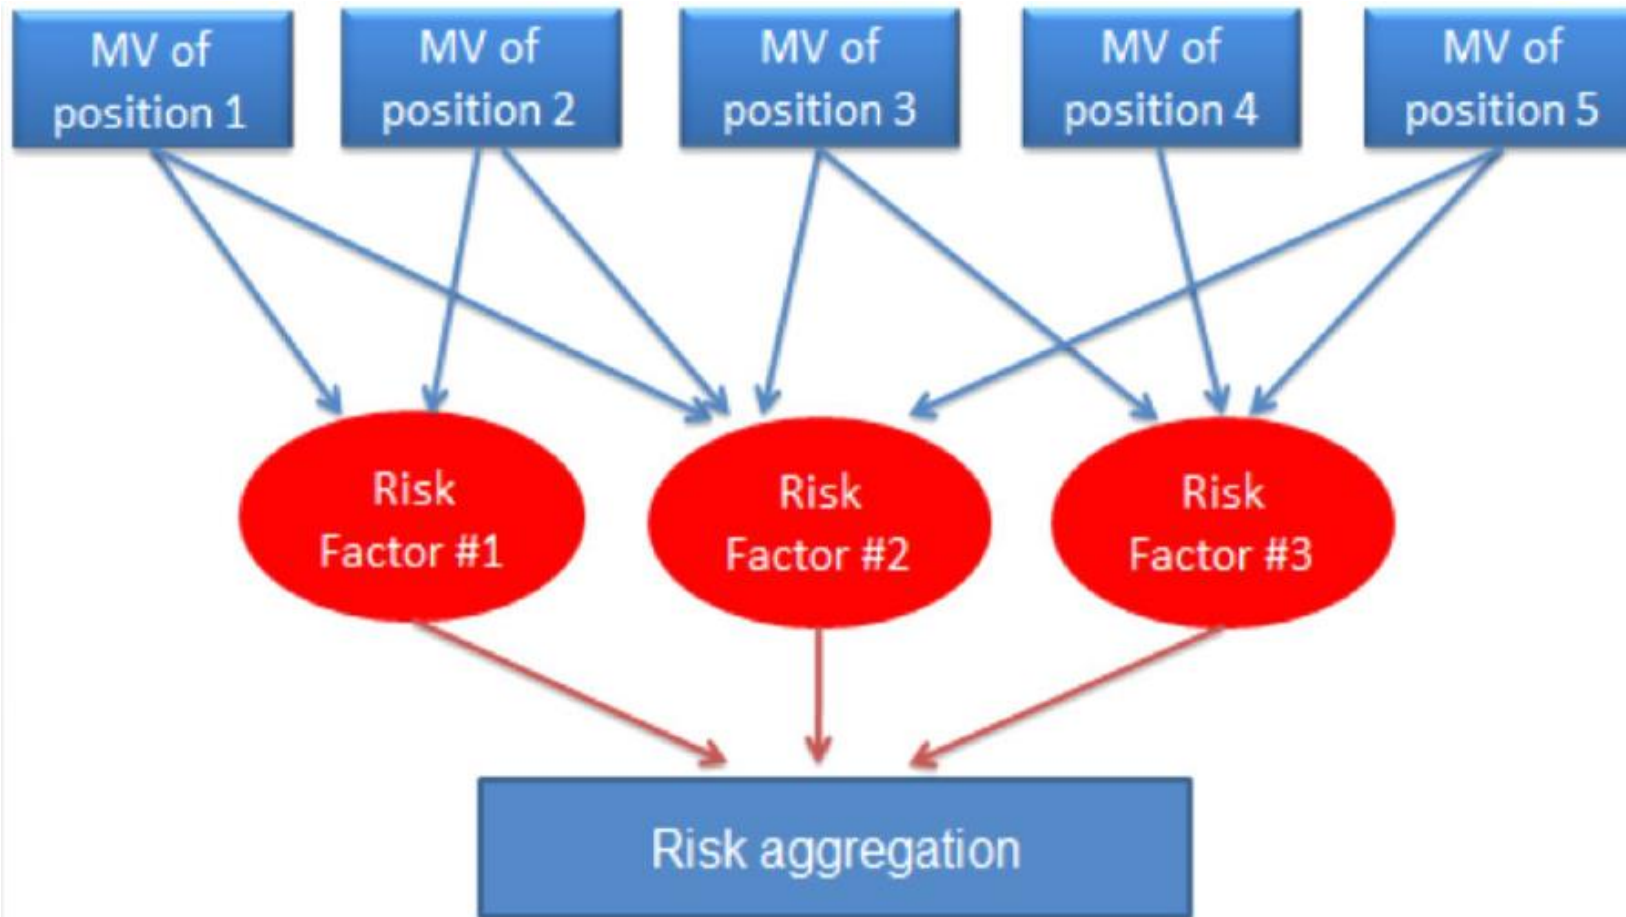 MV of
position 1
MV of
position 2
MV of
position 3
MV of
position 4
MV of
position 5
Risk
Factor #1
Risk
Factor #2
Risk
Factor #3
Risk aggregation